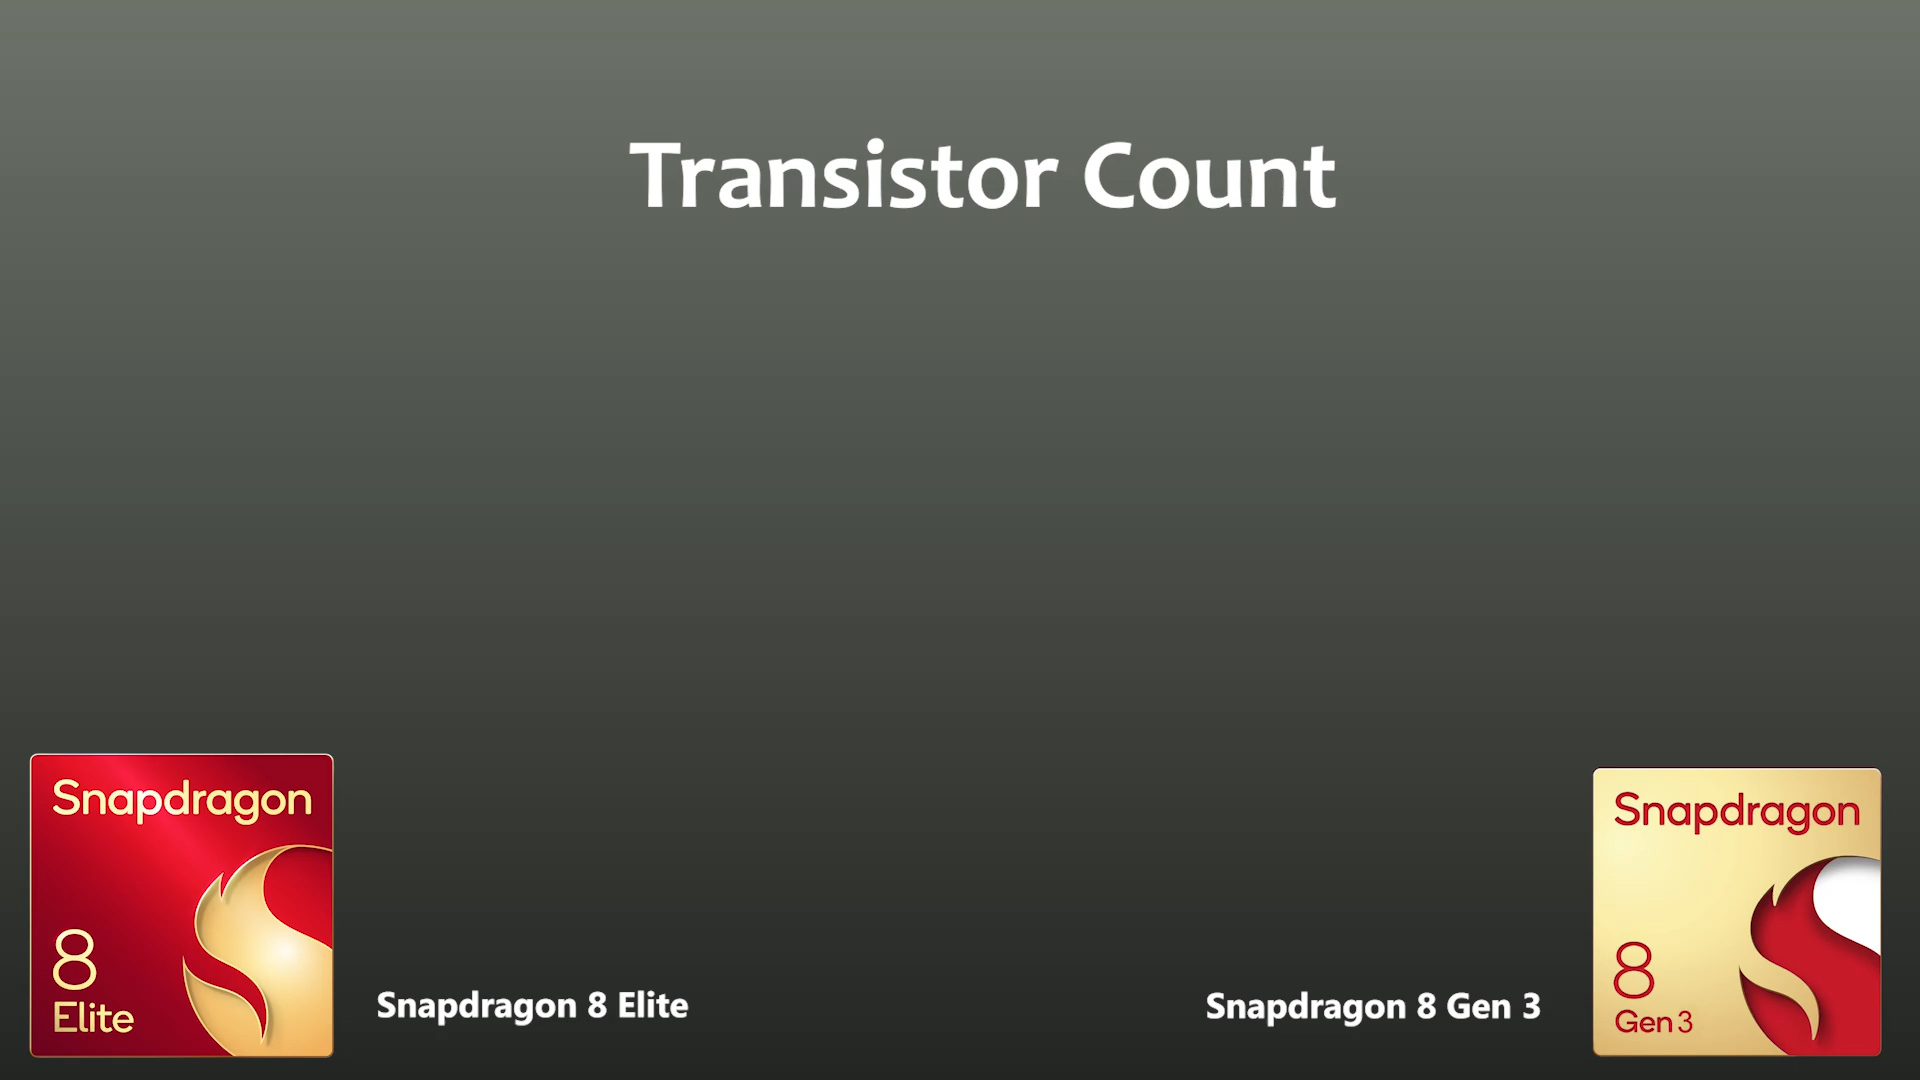 Transistor Count
Snapdragon
8
Elite
Snapdragon 8 Elite
Snapdragon 8 Gen 3
Snapdragon
8
Gen 3